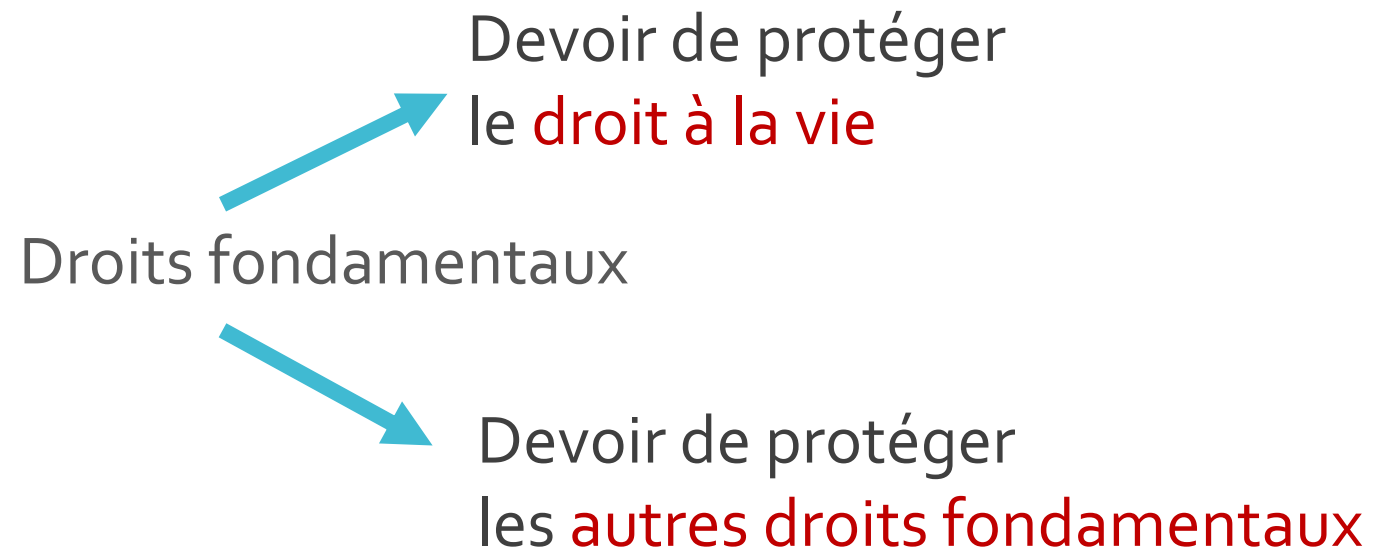 Devoir de protéger
le droit à la vie
Droits fondamentaux
Devoir de protéger
les autres droits fondamentaux